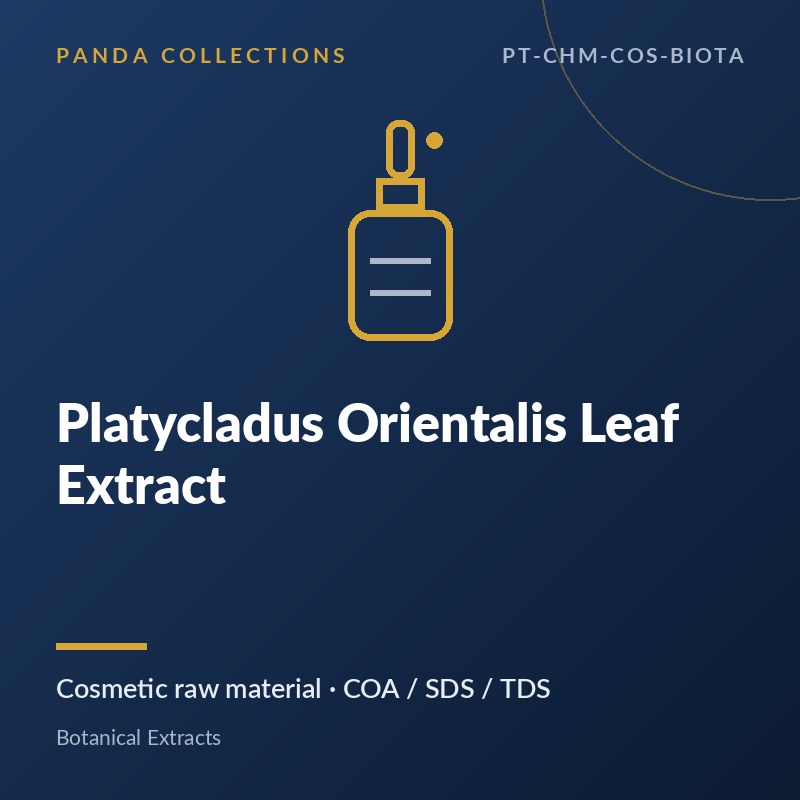 PANDA COLLECTIONS
PT-CHM-COS-BIOTA
Platycladus Orientalis Leaf
Extract
Cosmetic raw material · COA / SDS / TDS
Botanical Extracts